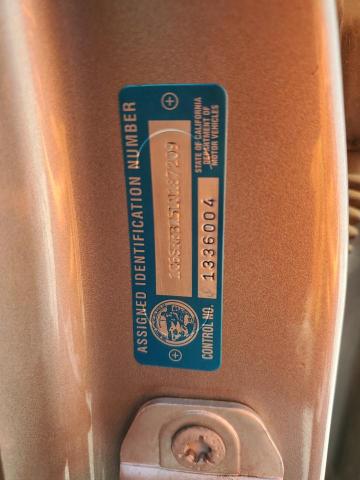 ASSIGNED IDENTIFICATION NUMBER
STATE OF CALIFORNIA
DEPARTMENT OF
MOTOR VEHICLES
CONTROL NO.
1336004